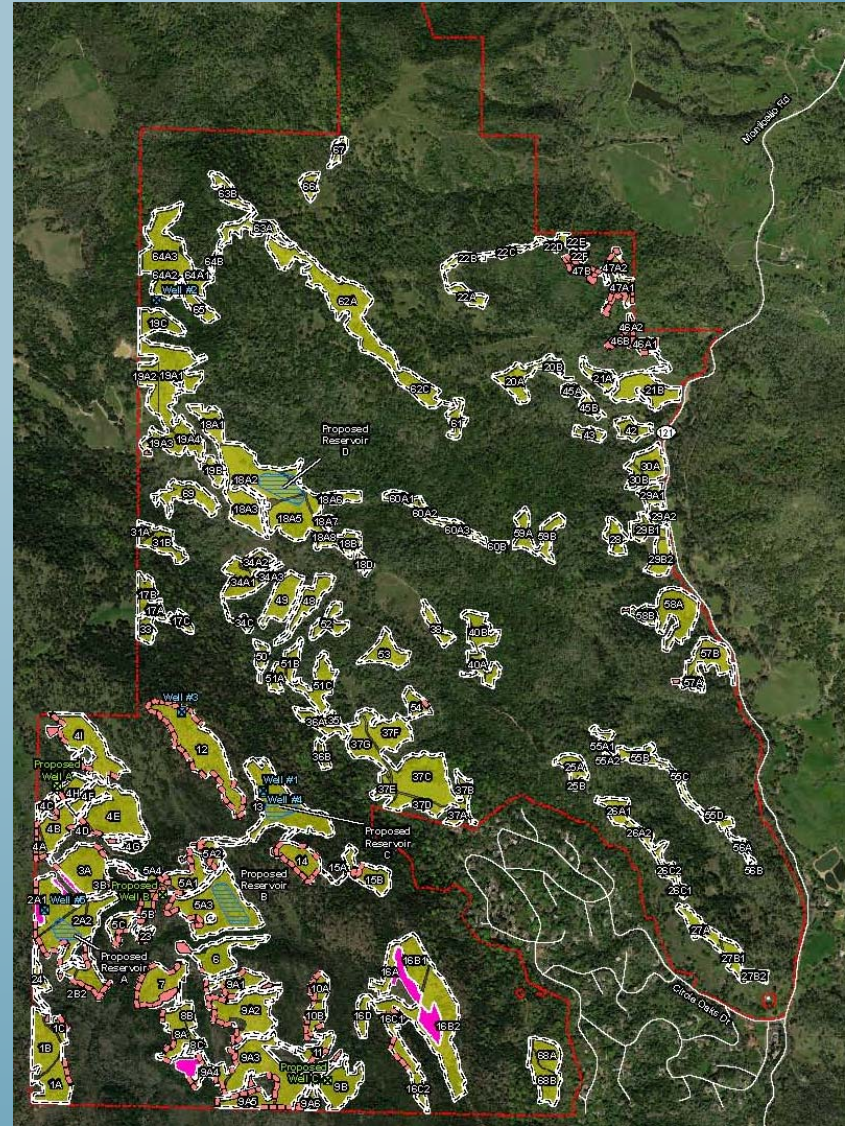 Monticello Rd
67
66
63B
63A
64B
64A3
64A2
64A1
65
Well #2
22E
22D
22C
22B
22F
22A
47A2
47B
47A1
46A2
46B
46A1
62A
62C
61
19C
19A2
19A1
19A3
19A4
18A1
19B
20A
20B
21A
21B
45A
45B
43
42
121
Proposed
Reservoir
D
18A2
18A3
18A5
18A6
18A7
18A8
18B
18D
69
60A1
60A2
60A3
60B
59A
59B
28
30A
30B
29A1
29A2
29B1
29B2
31A
31B
34A2
34A1
34A3
34C
49
48
52
17B
17A
17C
33
50
51B
51A
51C
53
38
40B
40A
58A
58B
57B
57A
54
36A
35
36B
37G
37F
37C
37E
37D
37B
37A
Well #3
12
4I
Proposed
Well A
4H
4F
4C
4B
4D
4E
4G
4A
Well #1
Well #4
13
Proposed
Reservoir
C
55A1
55A2
55B
55C
55D
56A
56B
25A
25B
26A1
26A2
26C2
26C1
27A
27B1
27B2
3A
3B
5A4
5A2
5A1
14
15A
15B
Proposed
Well B
Proposed
Reservoir
B
2A1
Well #5
2A2
5A3
5B
5C
23
Proposed
Reservoir
A
24
2B2
6
7
9A1
9A2
8B
8A
8C
10A
10B
11
16A
16B1
16B2
16D
16C1
16C2
1C
1B
1A
9A3
9A4
9A5
9A6
Proposed
Well C
9B
68A
68B
Circle Oaks Dr